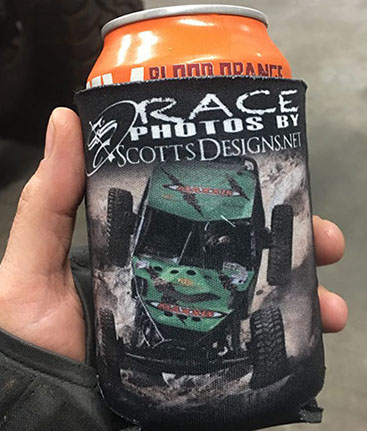 BLOOD ORANGE
RACE
PHOTOS BY
SCOTTSDESIGNS.NET